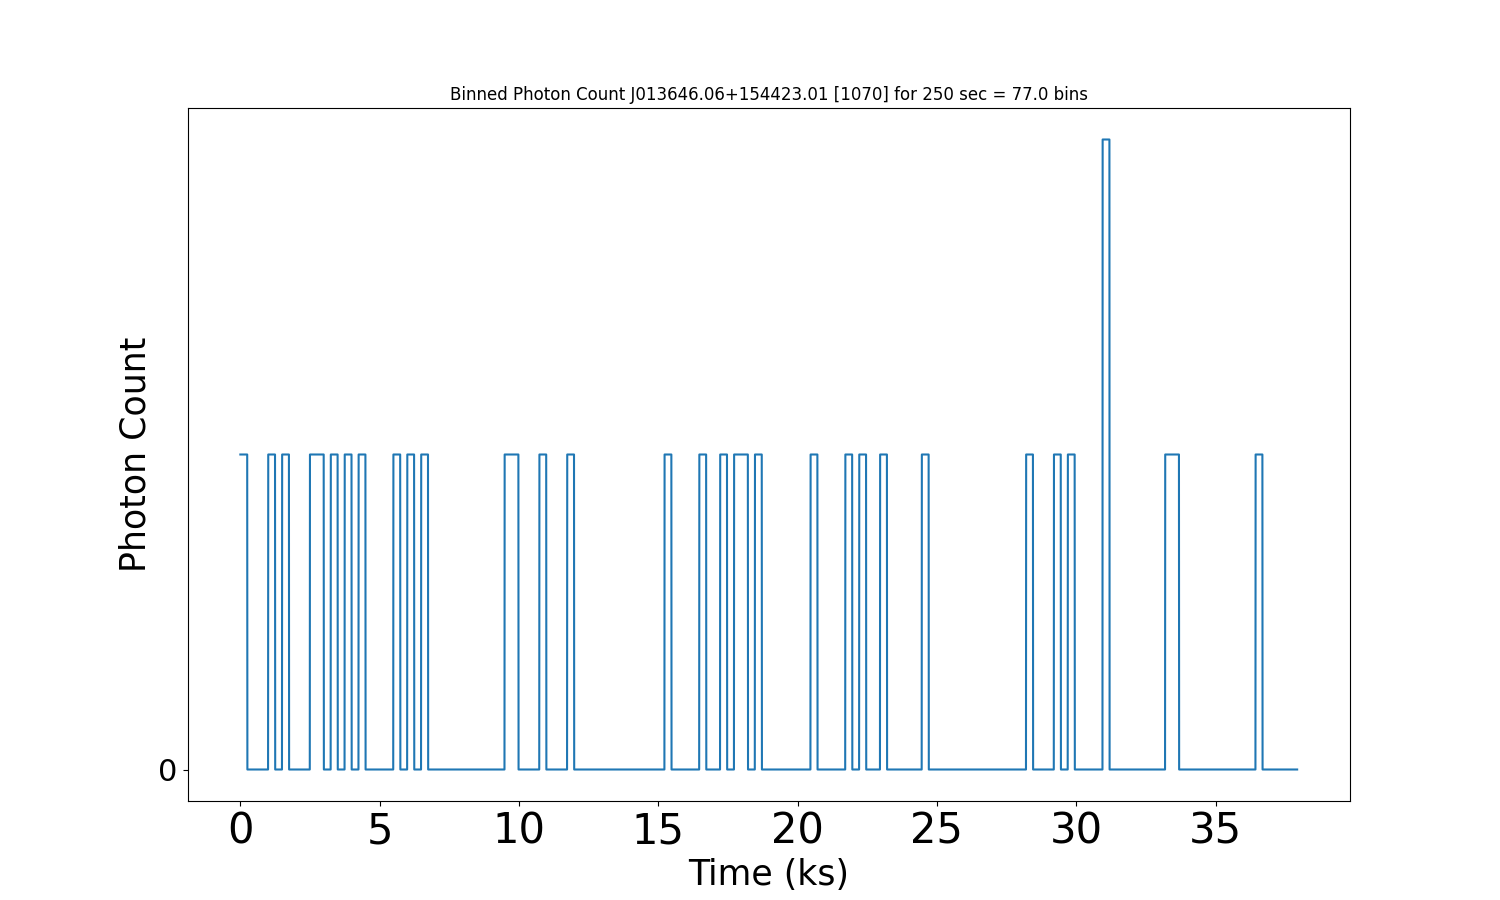 Binned Photon Count J013646.06+154423.01 [1070] for 250 sec = 77.0 bins
Photon Count
0
0 5 10 15 20 25 30 35
Time (ks)